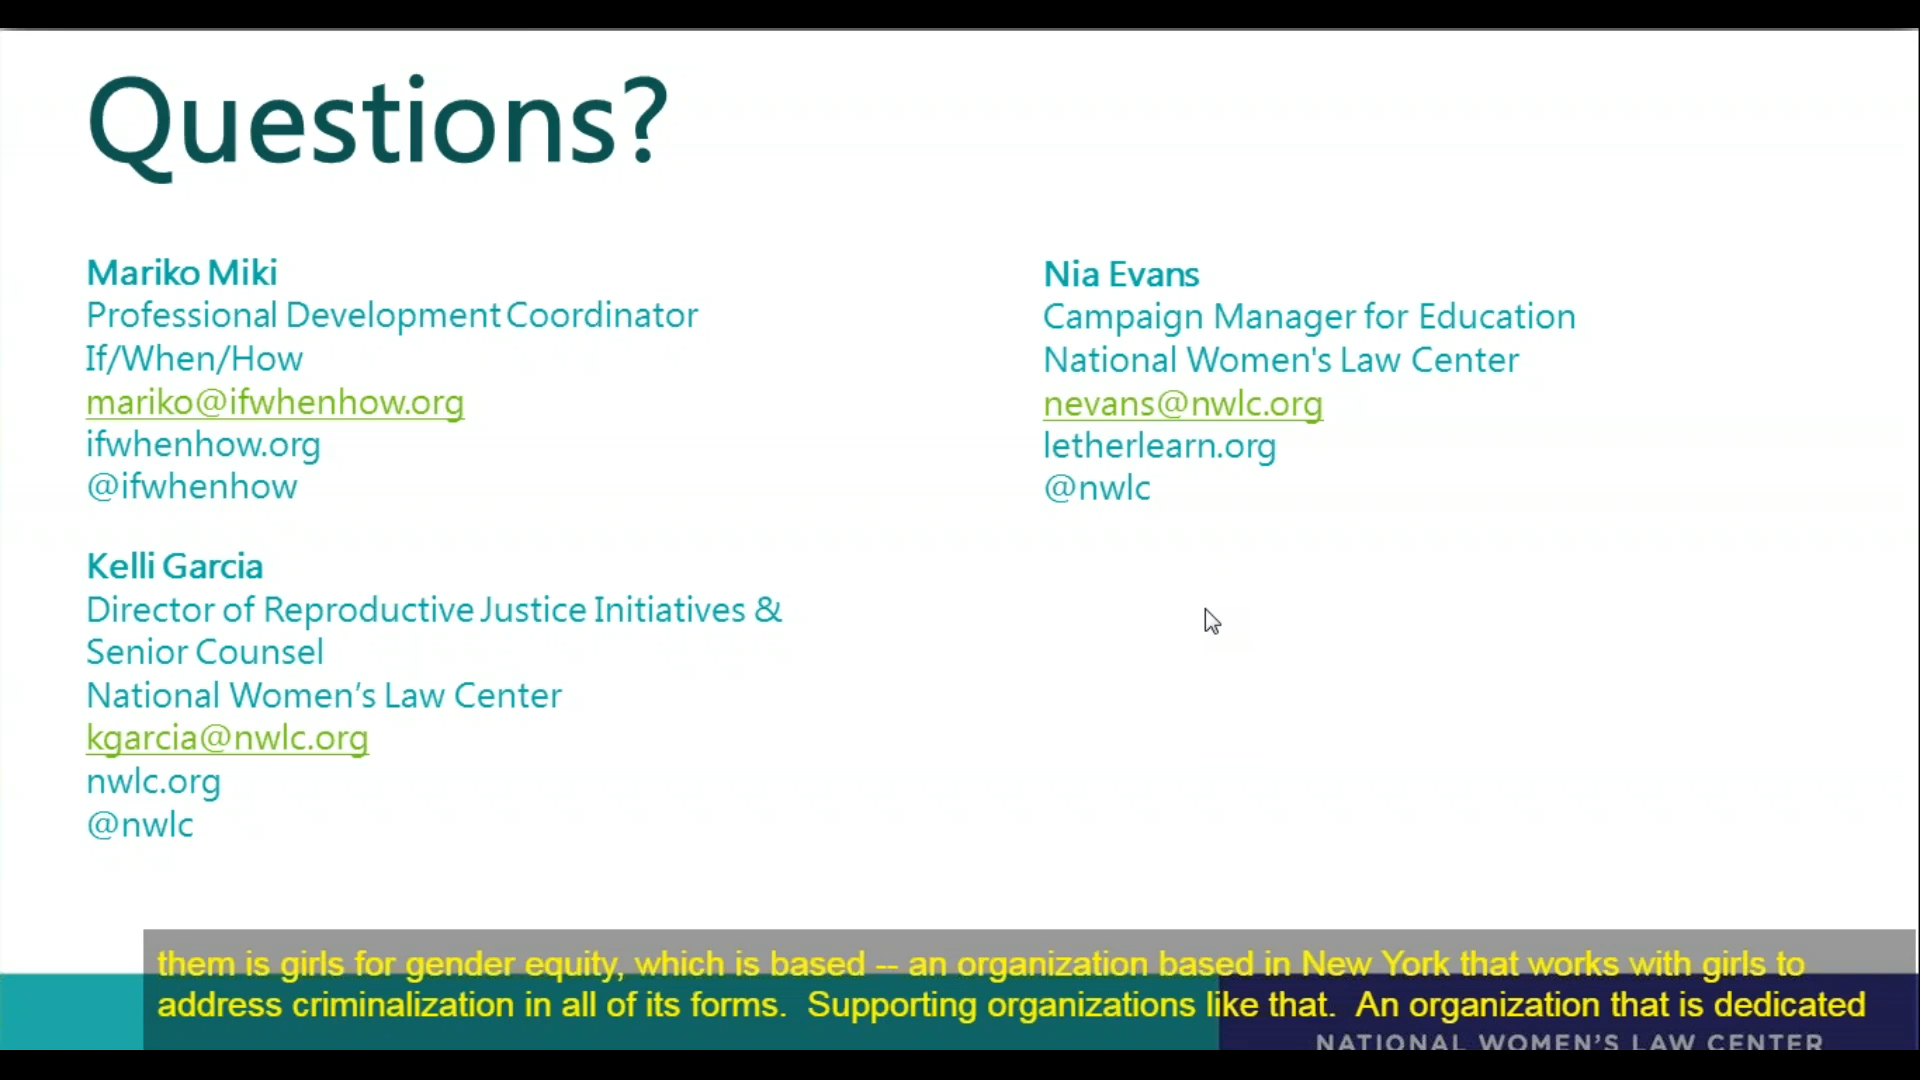 Questions?
Mariko Miki
Professional Development Coordinator
If/When/How
mariko@ifwhenhow.org
ifwhenhow.org
@ifwhenhow
Kelli Garcia
Director of Reproductive Justice Initiatives &
Senior Counsel
National Women’s Law Center
kgarcia@nwlc.org
nwlc.org
@nwlc
Nia Evans
Campaign Manager for Education
National Women's Law Center
nevans@nwlc.org
letherlearn.org
@nwlc
them is girls for gender equity, which is based -- an organization based in New York that works with girls to
address criminalization in all of its forms.  Supporting organizations like that.  An organization that is dedicated
NATIONAL WOMEN'S LAW CENTER